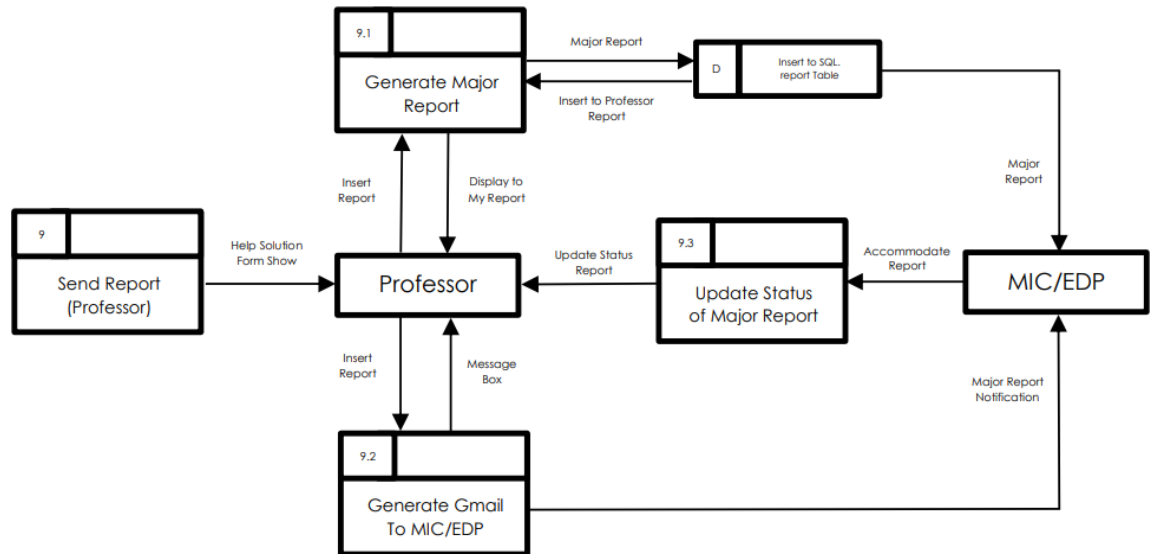 9.1
Generate Major
Report
Major Report
Insert to Professor
Report
D
Insert to SQL.
report Table
Insert
Report
Display to
My Report
Major
Report
9
Send Report
(Professor)
Help Solution
Form Show
Professor
Update Status
Report
9.3
Update Status
of Major Report
Accommodate
Report
MIC/EDP
Insert
Report
Message
Box
Major Report
Notification
9.2
Generate Gmail
To MIC/EDP